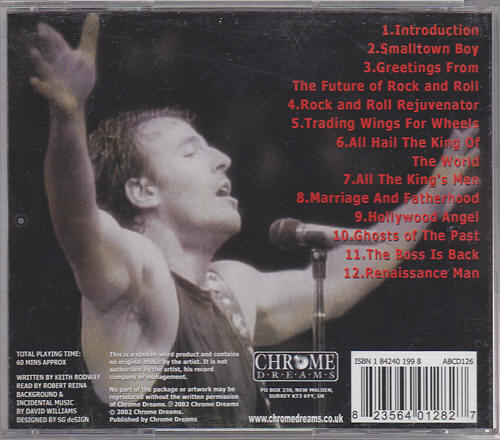 1.Introduction
2.Smalltown Boy
3.Greetings From
The Future of Rock and Roll
4.Rock and Roll Rejuvenator
5.Trading Wings For Wheels
6.All Hail The King Of
The World
7.All The King's Men
8.Marriage And Fatherhood
9.Hollywood Angel
10.Ghosts of The Past
11.The Boss Is Back
12.Renaissance Man
TOTAL PLAYING TIME:
60 MINS APPROX
WRITTEN BY KEITH RODWAY
READ BY ROBERT REINA
BACKGROUND &
INCIDENTAL MUSIC
BY DAVID WILLIAMS
DESIGNED BY SG deSIGN
This is a spoken word product and contains
no original music by the artist. It is not
authorised by the artist, his record
company or management.
No part of the package or artwork may be
reproduced without the written permission
of Chrome Dreams. ℗2002 Chrome Dreams
© 2002 Chrome Dreams.
Published by Chrome Dreams
CHROME
DREAMS
PO BOX 230, NEW MALDEN,
SURREY KT3 6YY, UK
www.chromedreams.co.uk
ISBN 1 84240 199 8
ABCD126
8 23564 01282 7